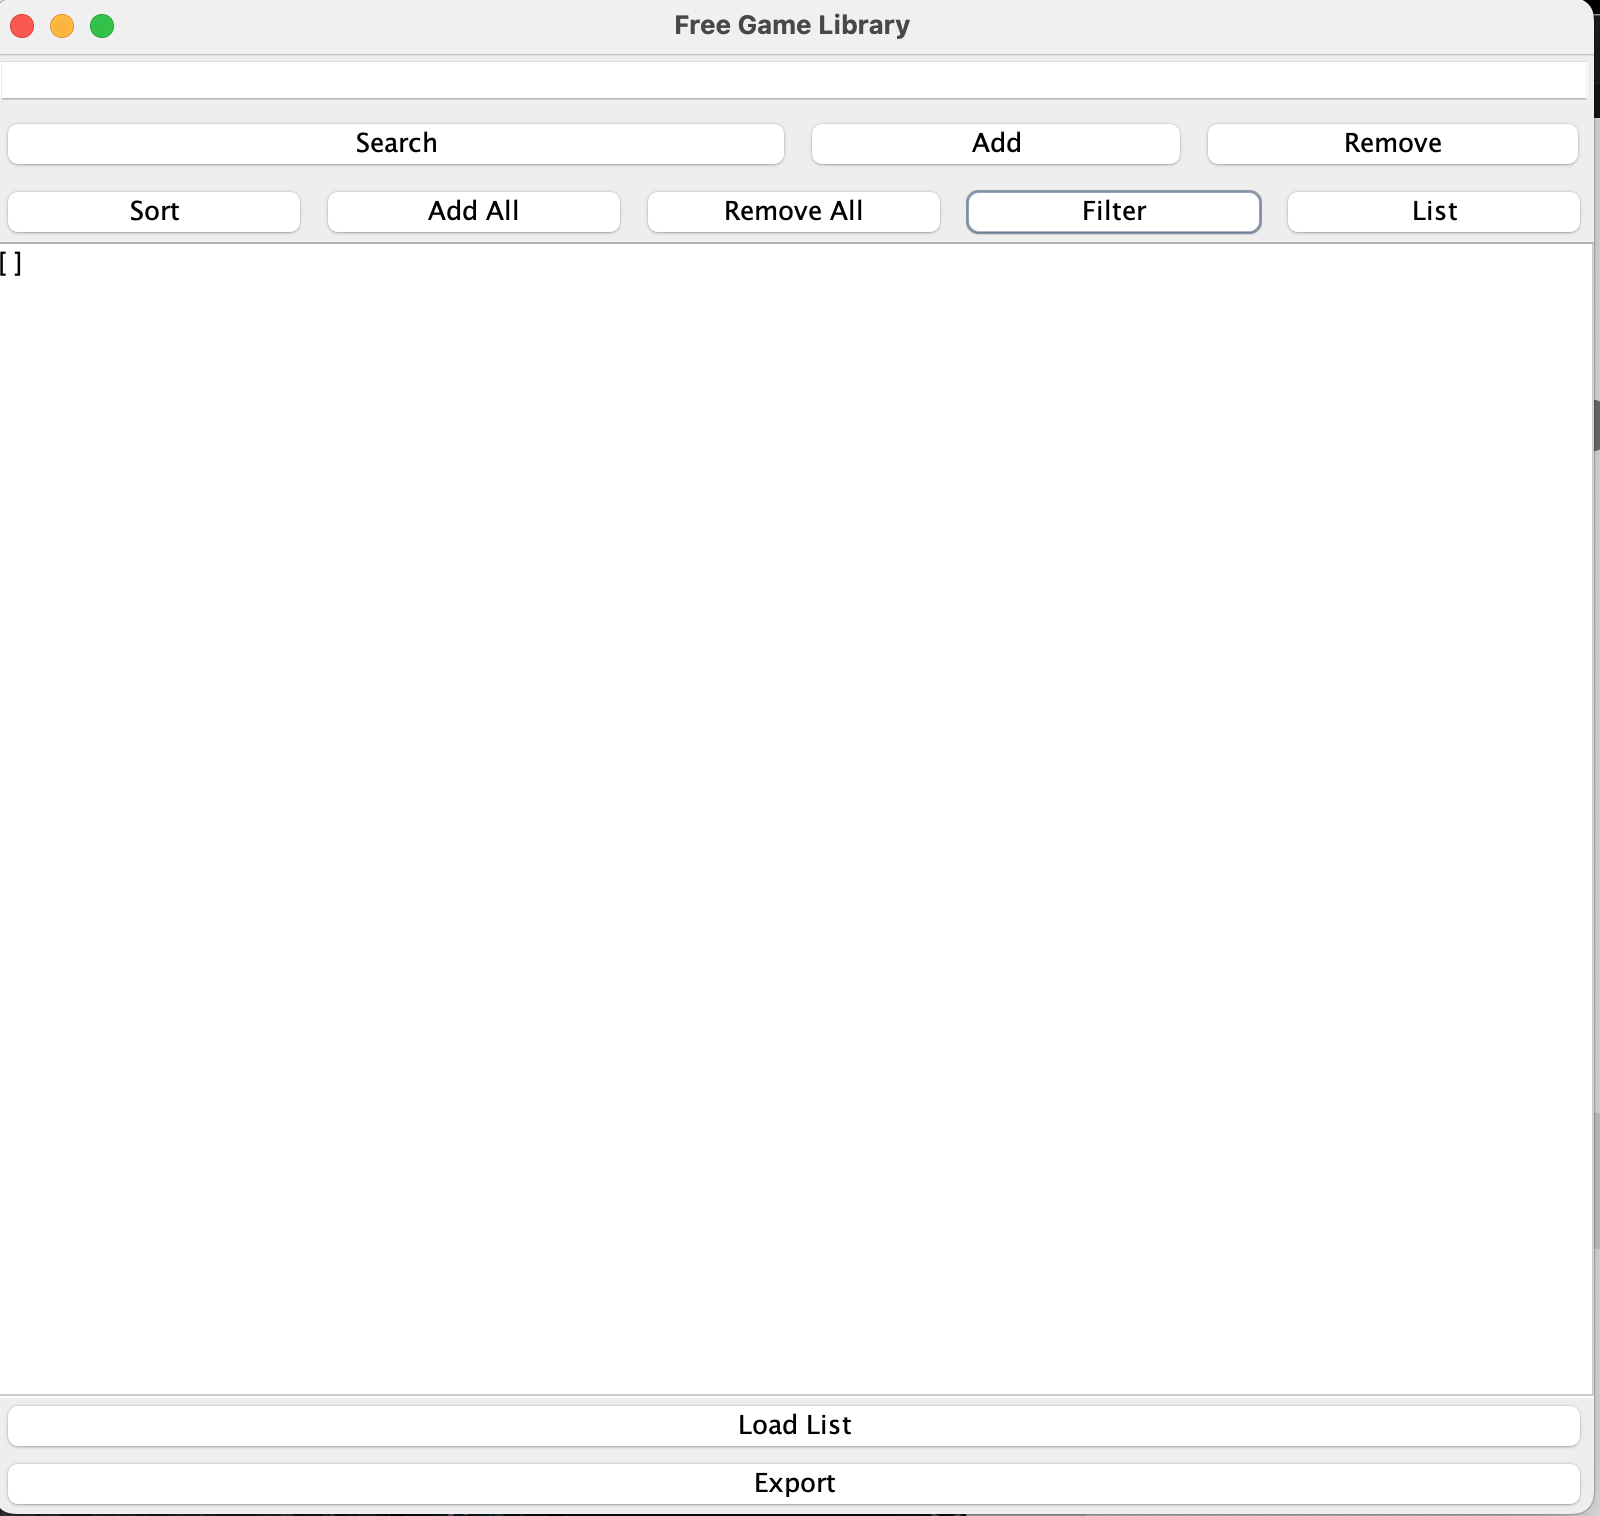 Free Game Library
Search Add Remove
Sort Add All Remove All Filter List
[]
Load List
Export